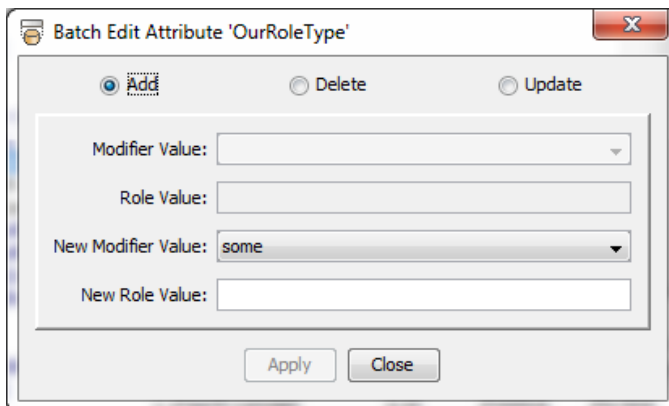 Batch Edit Attribute 'OurRoleType'
Add Delete Update
Modifier Value:
Role Value:
New Modifier Value: some
New Role Value:
Apply Close